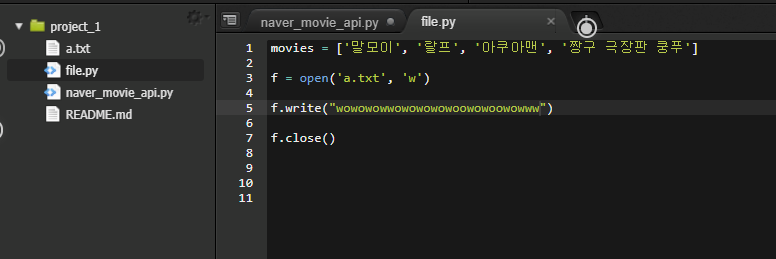 project_1
a.txt
file.py
naver_movie_api.py
README.md
naver_movie_api.py
file.py
1 movies = ['말모이', '랄프', '아쿠아맨', '짱구 극장판 쿵푸']
2
3 f = open('a.txt', 'w')
4
5 f.write("wowowowwowowowowoowowoowowww")
6
7 f.close()
8
9
10
11